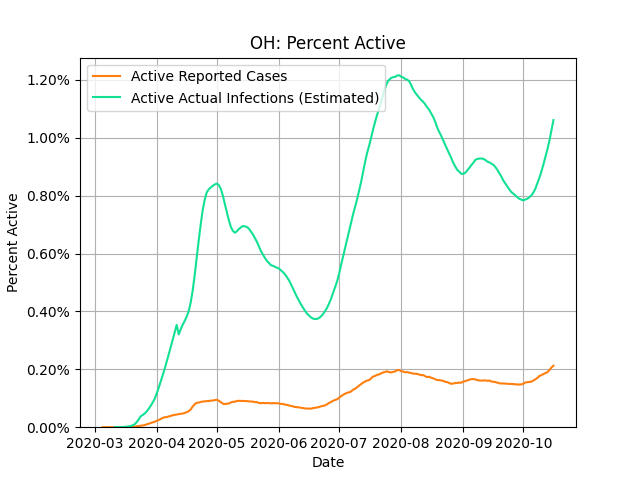 OH: Percent Active
Active Reported Cases
Active Actual Infections (Estimated)
Percent Active
1.20%
1.00%
0.80%
0.60%
0.40%
0.20%
0.00%
2020-03 2020-04 2020-05 2020-06 2020-07 2020-08 2020-09 2020-10
Date